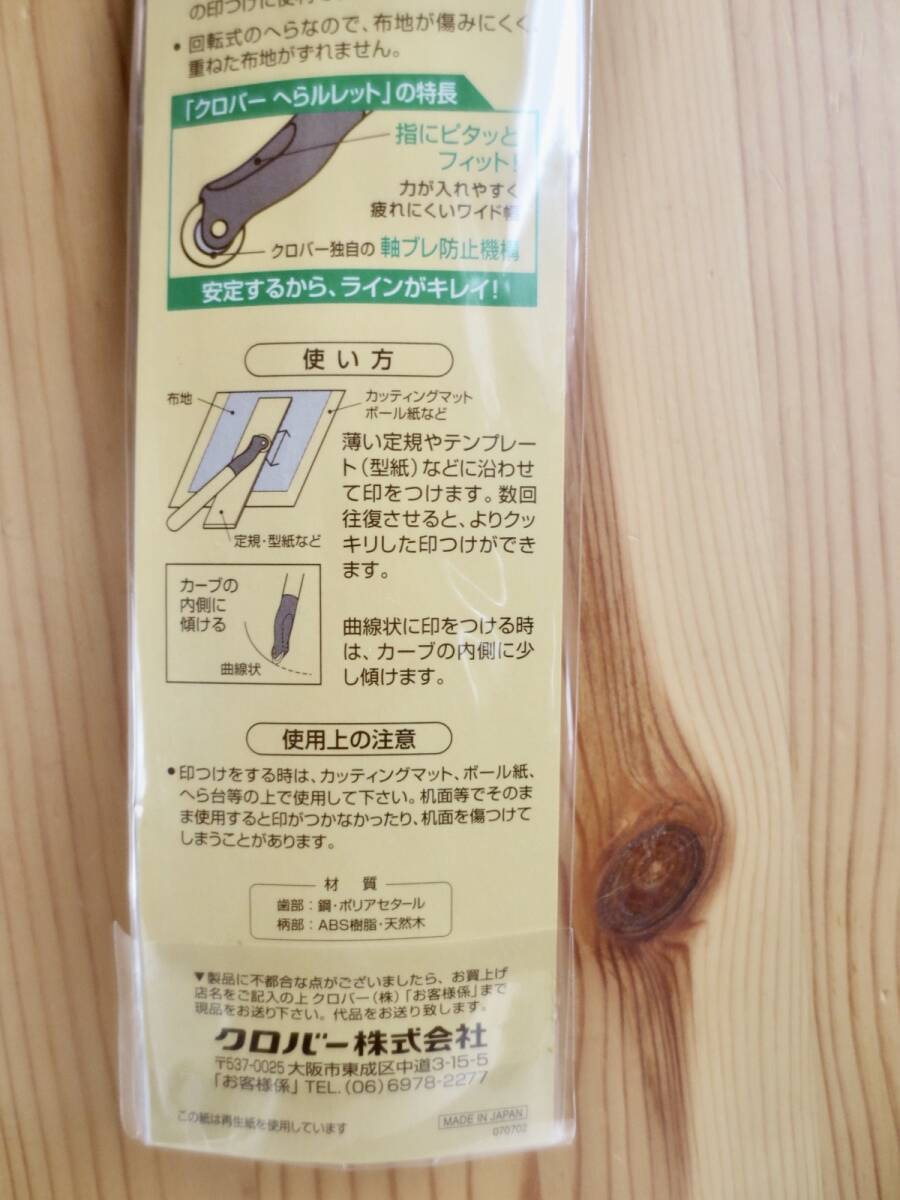 の印つけに便利
• 回転式のへらなので、布地が傷みにくく、
重ねた布地がずれません。
「クロバー へらルレット」の特長
指にピタッと
フィット!
力が入れやすく
疲れにくいワイド幅
クロバー独自の 軸ブレ防止機構
安定するから、ラインがキレイ!
使い方
布地
カッティングマット
ボール紙など
定規・型紙など
薄い定規やテンプレー
ト(型紙)などに沿わせ
て印をつけます。数回
往復させると、よりクッ
キリした印つけができ
ます。
カーブの
内側に
傾ける
曲線状
曲線状に印をつける時
は、カーブの内側に少
し傾けます。
使用上の注意
•印つけをする時は、カッティングマット、ボール紙、
へら台等の上で使用して下さい。机面等でそのま
ま使用すると印がつかなかったり、机面を傷つけて
しまうことがあります。
材 質
歯部:鋼・ポリアセタール
柄部:ABS樹脂・天然木
▼製品に不都合な点がございましたら、お買上げ
店名をご記入の上クロバー(株)「お客様係」まで
現品をお送り下さい。代品をお送り致します。
クロバー株式会社
〒537-0025 大阪市東成区中道3-15-5
「お客様係」TEL.(06)6978-2277
この紙は再生紙を使用しています
MADE IN JAPAN
070702